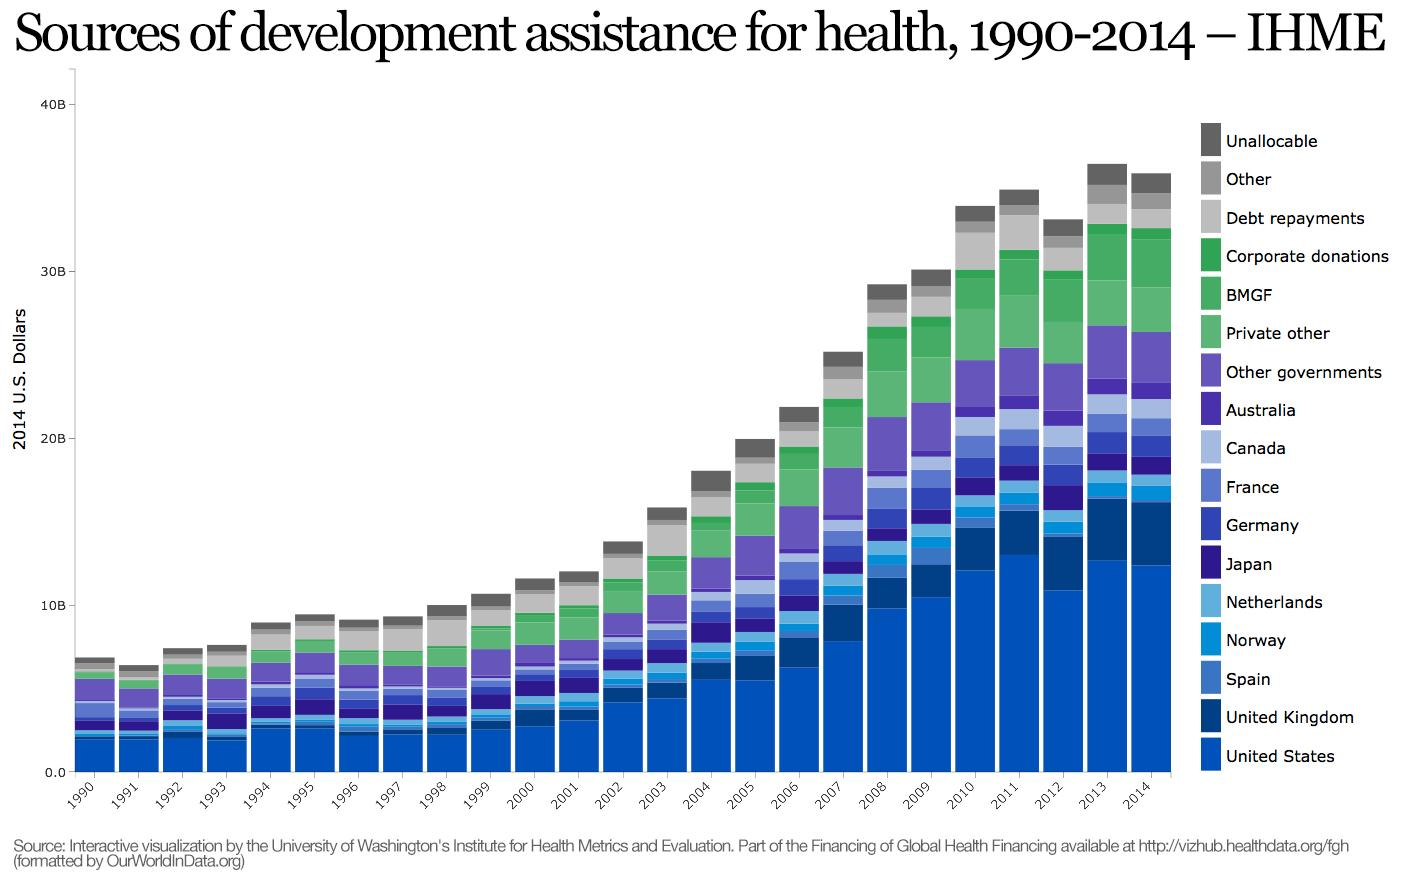 Sources of development assistance for health, 1990-2014 – IHME
40B
30B
20B
10B
0.0
2014 U.S. Dollars
Unallocable
Other
Debt repayments
Corporate donations
BMGF
Private other
Other governments
Australia
Canada
France
Germany
Japan
Netherlands
Norway
Spain
United Kingdom
United States
1990 1991 1992 1993 1994 1995 1996 1997 1998 1999 2000 2001 2002 2003 2004 2005 2006 2007 2008 2009 2010 2011 2012 2013 2014
Source: Interactive visualization by the University of Washington's Institute for Health Metrics and Evaluation. Part of the Financing of Global Health Financing available at http://vizhub.healthdata.org/fgh
(formatted by OurWorldInData.org)